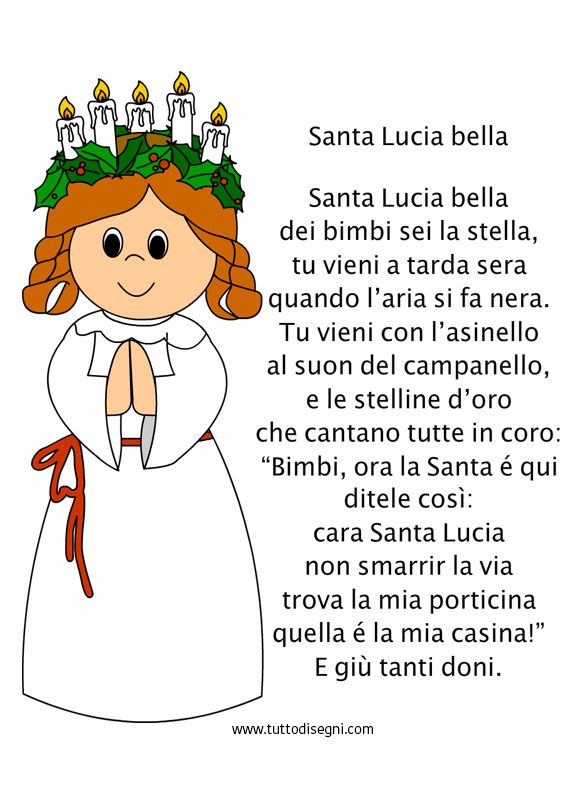 Santa Lucia bella
Santa Lucia bella
dei bimbi sei la stella,
tu vieni a tarda sera
quando l’aria si fa nera.
Tu vieni con l’asinello
al suon del campanello,
e le stelline d’oro
che cantano tutte in coro:
“Bimbi, ora la Santa é qui
ditele così:
cara Santa Lucia
non smarrir la via
trova la mia porticina
quella é la mia casina!”
E giù tanti doni.
www.tuttodisegni.com